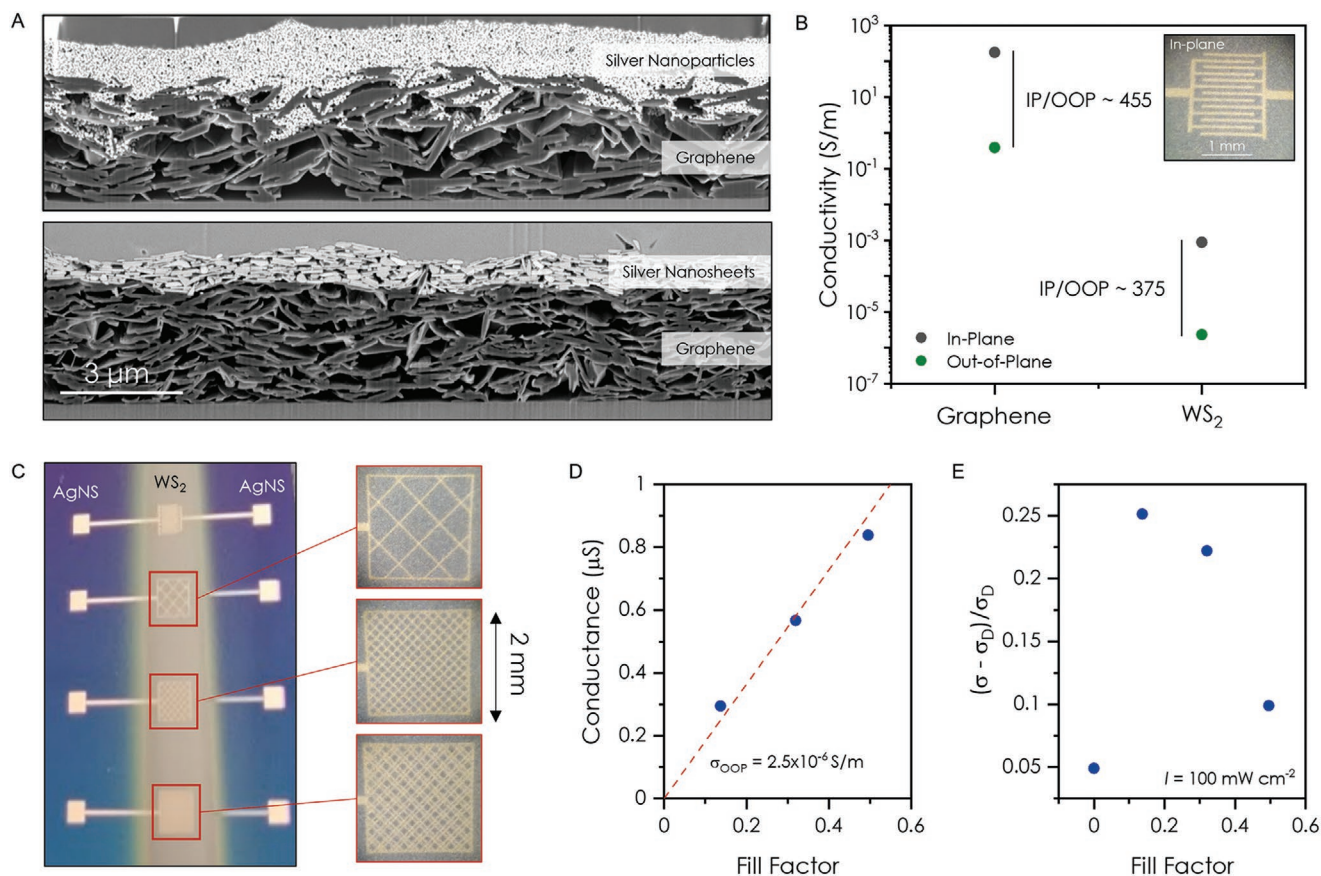 A
Silver Nanoparticles
Graphene
Silver Nanosheets
Graphene
3 µm
B
Conductivity (S/m)
10³
10¹
10⁻¹
10⁻³
10⁻⁵
10⁻⁷
In-plane
1 mm
IP/OOP ~ 455
IP/OOP ~ 375
In-Plane
Out-of-Plane
Graphene
WS₂
C
AgNS
WS₂
AgNS
2 mm
D
Conductance (µS)
1
0.8
0.6
0.4
0.2
0
σOOP = 2.5x10⁻⁶ S/m
0
0.2
0.4
0.6
Fill Factor
E
(σ - σD)/σD
0.25
0.2
0.15
0.1
0.05
I = 100 mW cm⁻²
0
0.2
0.4
0.6
Fill Factor